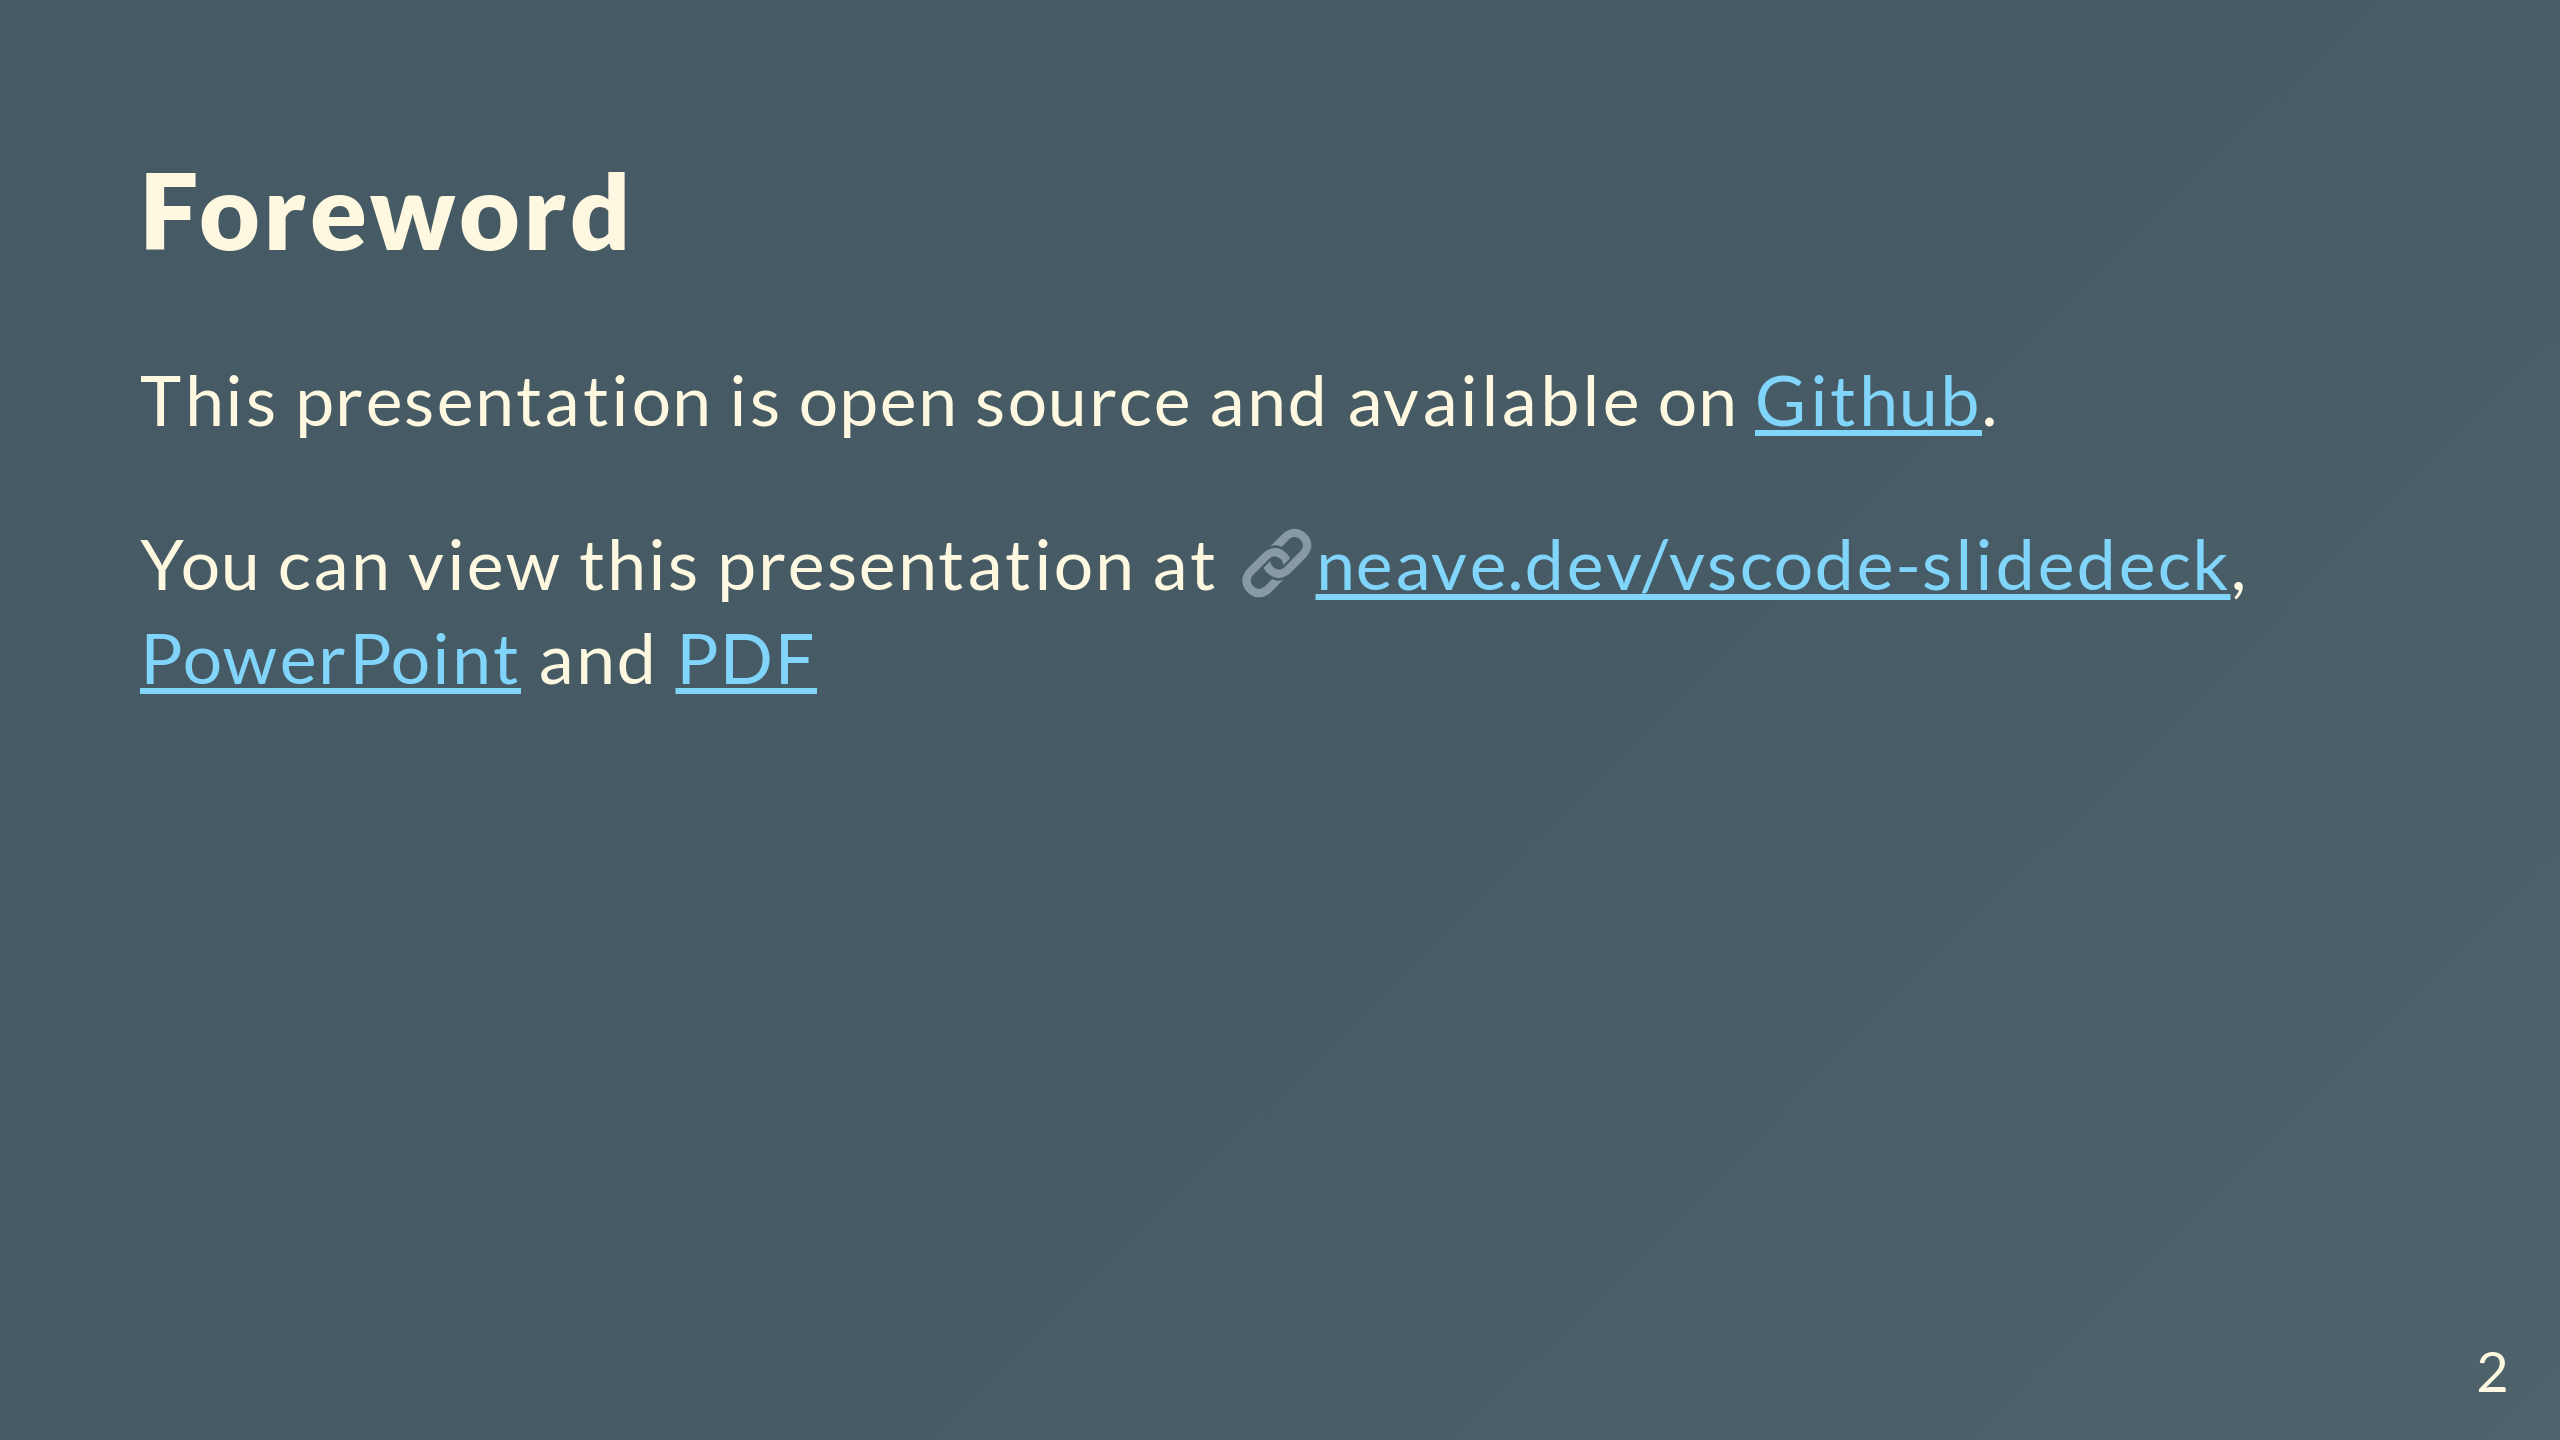 Foreword
This presentation is open source and available on Github.
You can view this presentation at 🔗neave.dev/vscode-slidedeck,
PowerPoint and PDF
2